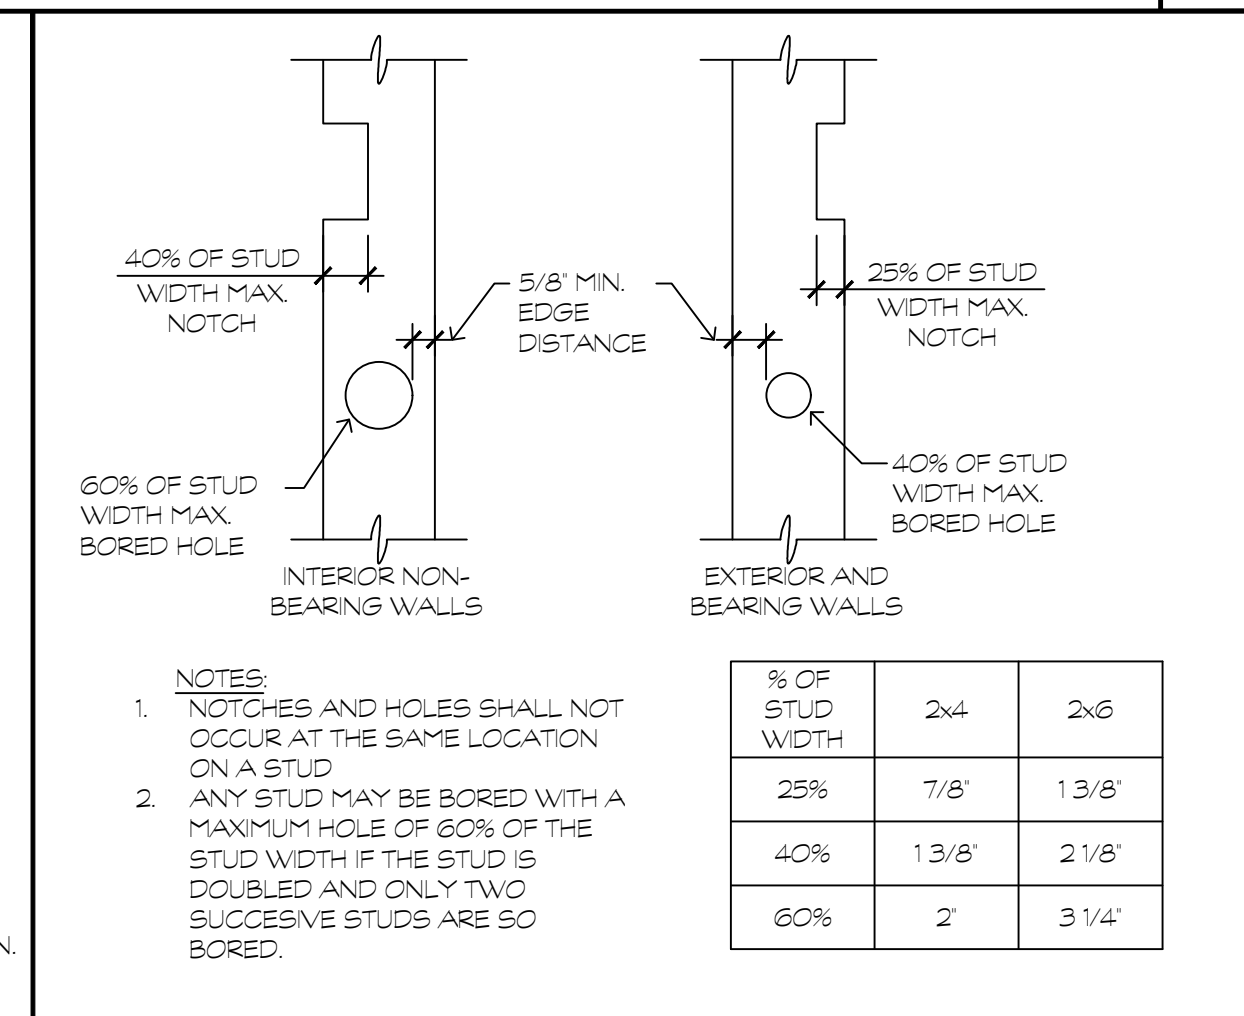 40% OF STUD
WIDTH MAX.
NOTCH
5/8" MIN.
EDGE
DISTANCE
25% OF STUD
WIDTH MAX.
NOTCH
60% OF STUD
WIDTH MAX.
BORED HOLE
40% OF STUD
WIDTH MAX.
BORED HOLE
INTERIOR NON-
BEARING WALLS
EXTERIOR AND
BEARING WALLS
NOTES:
1. NOTCHES AND HOLES SHALL NOT
OCCUR AT THE SAME LOCATION
ON A STUD
2. ANY STUD MAY BE BORED WITH A
MAXIMUM HOLE OF 60% OF THE
STUD WIDTH IF THE STUD IS
DOUBLED AND ONLY TWO
SUCCESIVE STUDS ARE SO
BORED.
% OF
STUD
WIDTH
2x4
2x6
25% 7/8" 1 3/8"
40% 1 3/8" 2 1/8"
60% 2" 3 1/4"
N.